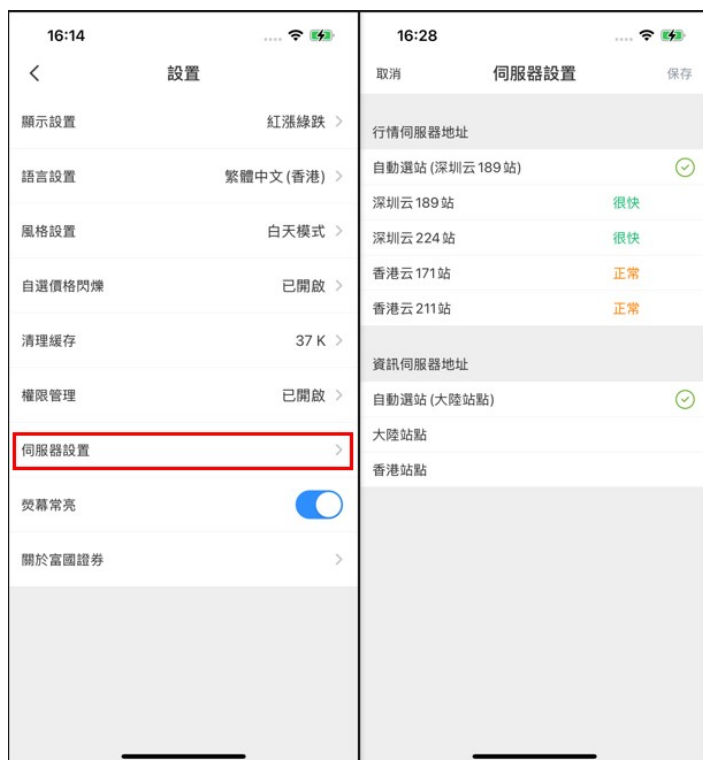 16:14
設置
顯示設置 紅漲綠跌
語言設置 繁體中文(香港)
風格設置 白天模式
自選價格閃爍 已開啟
清理緩存 37 K
權限管理 已開啟
伺服器設置
熒幕常亮
關於富國證券
16:28
取消 伺服器設置 保存
行情伺服器地址
自動選站(深圳云189站)
深圳云189站 很快
深圳云224站 很快
香港云171站 正常
香港云211站 正常
資訊伺服器地址
自動選站(大陸站點)
大陸站點
香港站點